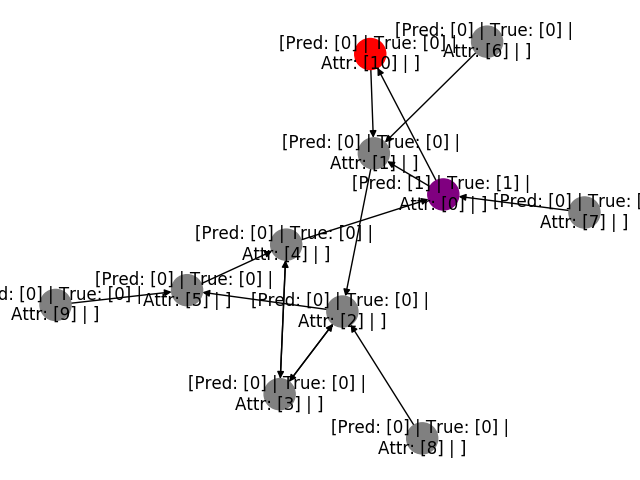 [Pred: [0] | True: [0] |
Attr: [6] | ]
[Pred: [0] | True: [0] |
Attr: [10] | ]
[Pred: [0] | True: [0] |
Attr: [1] | ]
[Pred: [1] | True: [1] |
Attr: [0] | ]
[Pred: [0] | True: [
Attr: [7] | ]
[Pred: [0] | True: [0] |
Attr: [4] | ]
[Pred: [0] | True: [0] |
Attr: [5] | ]
d: [0] | True: [0] |
Attr: [9] | ]
[Pred: [0] | True: [0] |
Attr: [2] | ]
[Pred: [0] | True: [0] |
Attr: [3] | ]
[Pred: [0] | True: [0] |
Attr: [8] | ]